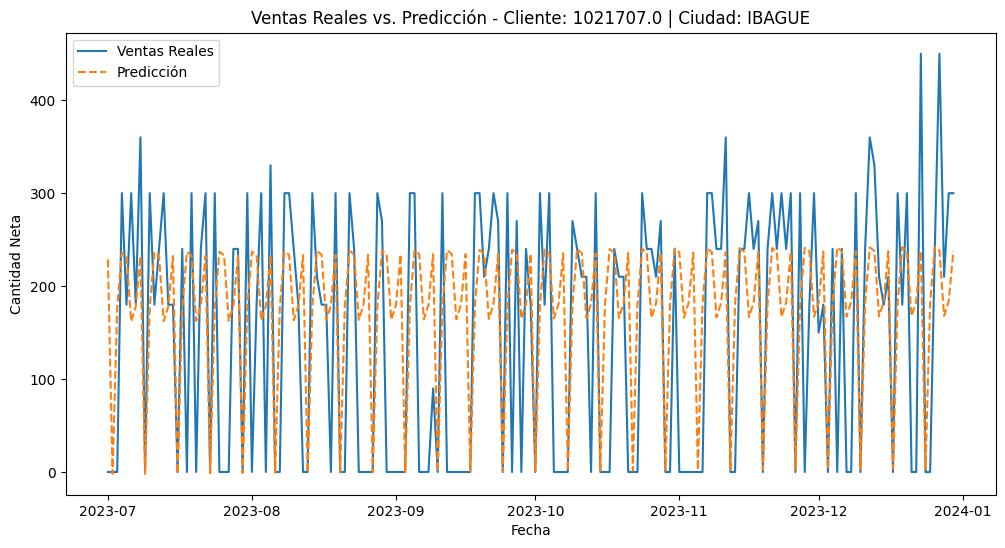 Ventas Reales vs. Predicción - Cliente: 1021707.0 | Ciudad: IBAGUE
Ventas Reales
Predicción
Cantidad Neta
400
300
200
100
0
2023-07
2023-08
2023-09
2023-10
2023-11
2023-12
2024-01
Fecha